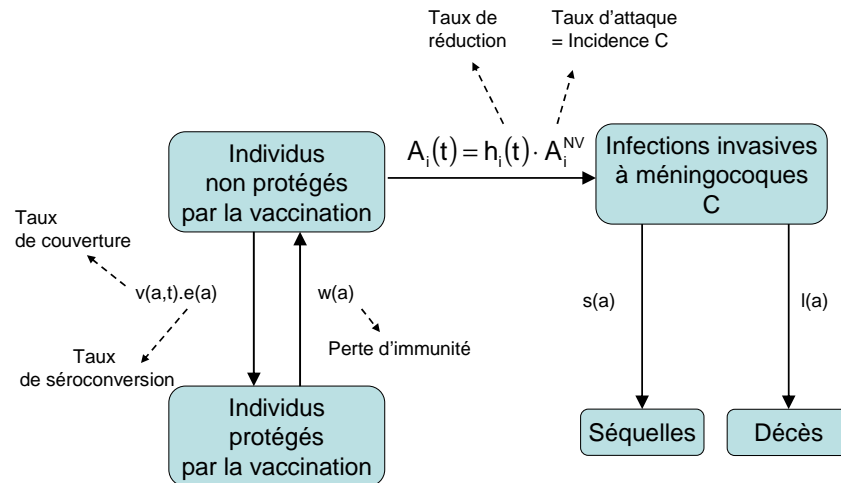 Taux de
réduction
Taux d'attaque
= Incidence C
Individus
non protégés
par la vaccination
A_i(t) = h_i(t) · A_i^NV
Infections invasives
à méningocoques
C
Taux
de couverture
v(a,t).e(a)
w(a)
s(a)
l(a)
Perte d'immunité
Taux
de séroconversion
Individus
protégés
par la vaccination
Séquelles
Décès